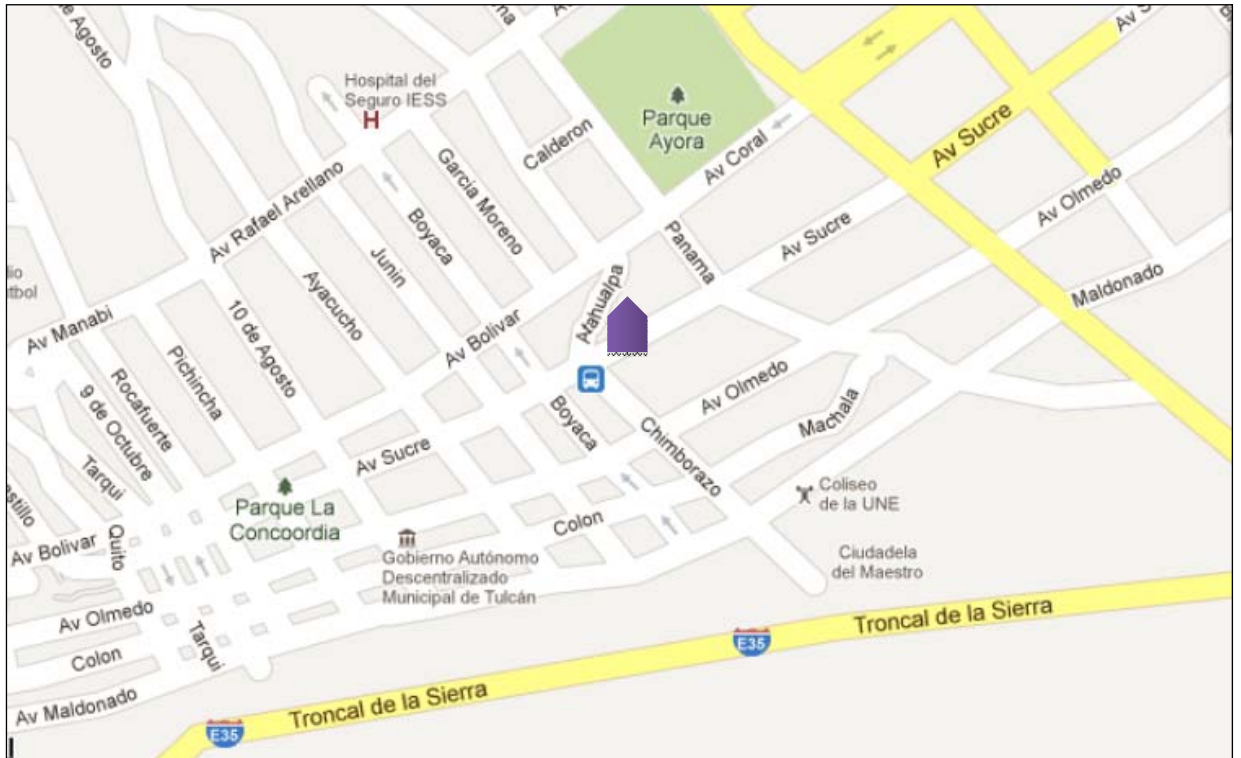 de Agosto
Hospital del
Seguro IESS
H
Calderon
Parque
Ayora
Av Coral
Av Sucre
Av Olmedo
Garcia Moreno
Av Rafael Arellano
Boyaca
Junin
Panama
Av Sucre
Maldonado
Atahualpa
Ayacucho
10 de Agosto
Av Bolivar
Av Manabi
Pichincha
Rocafuerte
9 de Octubre
Tarqui
Av Olmedo
Boyaca
Chimborazo
Machala
Av Sucre
Parque La
Concoordia
Coliseo
de la UNE
Colon
Gobierno Autónomo
Descentralizado
Municipal de Tulcán
Ciudadela
del Maestro
Av Bolivar
Quito
Av Olmedo
Tarqui
Colon
Av Maldonado
Troncal de la Sierra
E35
Troncal de la Sierra
E35